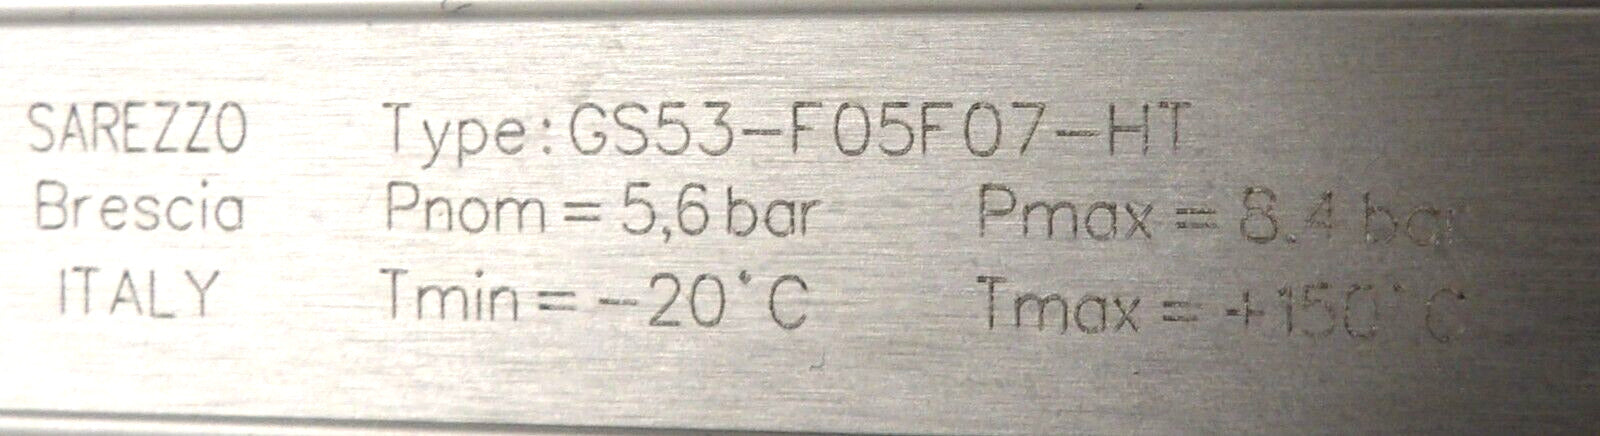 SAREZZO Type:GS53-F05F07-HT
Brescia Pnom = 5,6 bar Pmax = 8.4 bar
ITALY Tmin = -20°C Tmax = +150°C